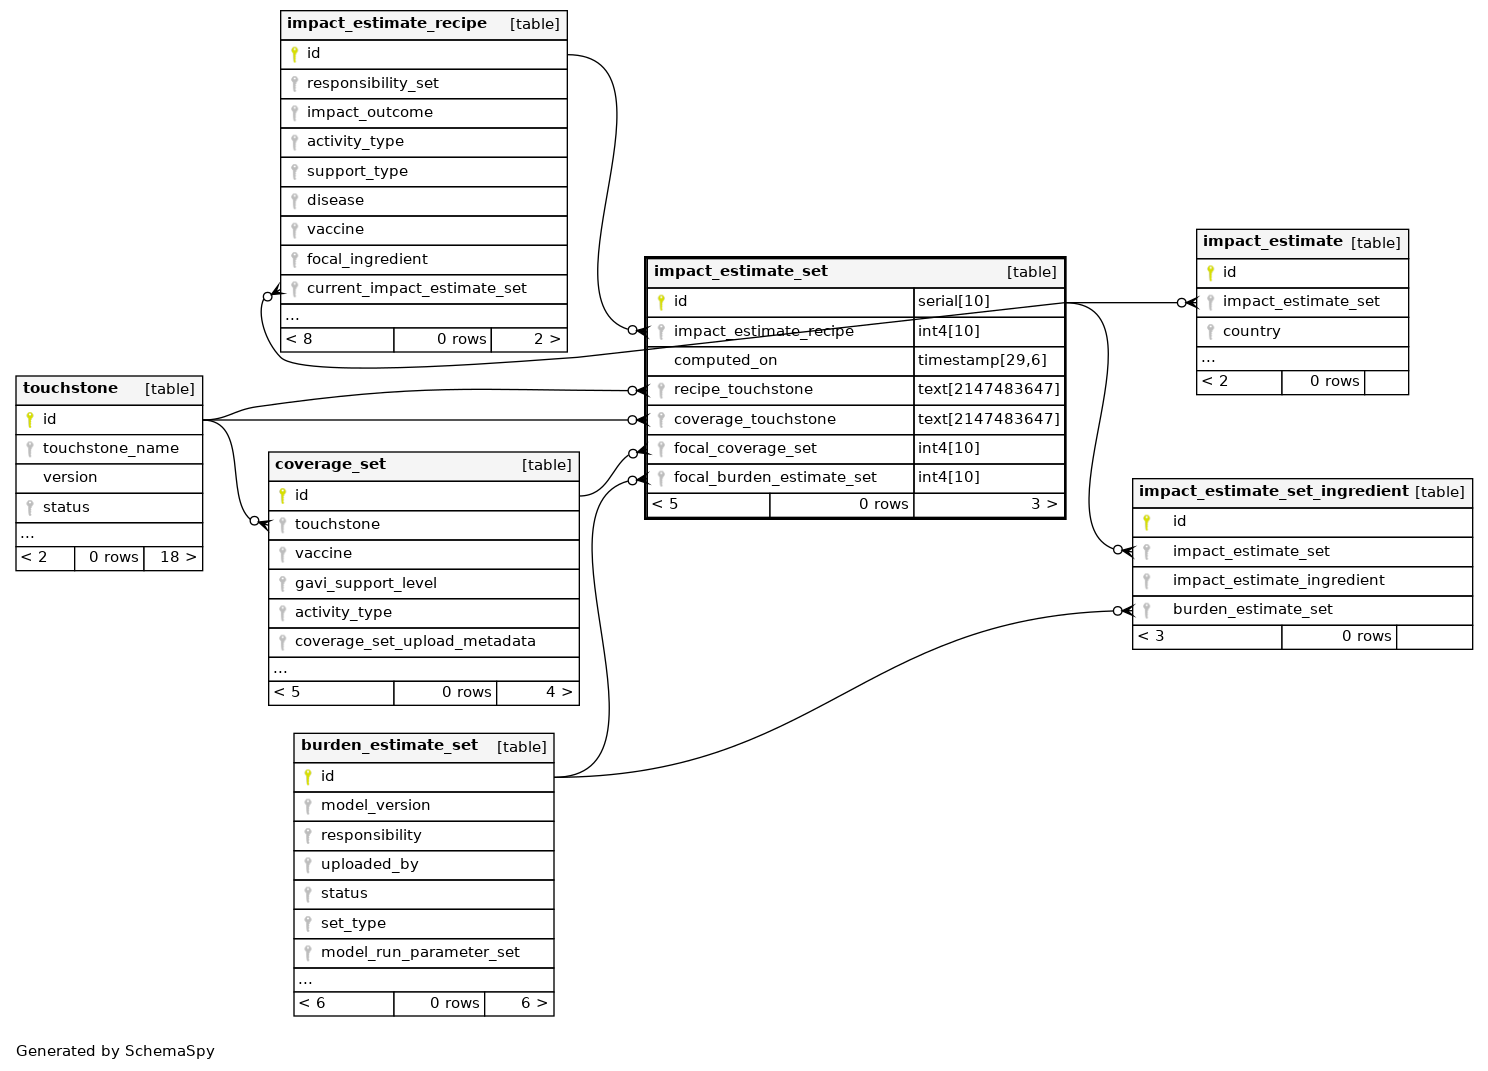 impact_estimate_recipe [table]
id
responsibility_set
impact_outcome
activity_type
support_type
disease
vaccine
focal_ingredient
current_impact_estimate_set
...
< 8 0 rows 2 >
touchstone [table]
id
touchstone_name
version
status
...
< 2 0 rows 18 >
coverage_set [table]
id
touchstone
vaccine
gavi_support_level
activity_type
coverage_set_upload_metadata
...
< 5 0 rows 4 >
burden_estimate_set [table]
id
model_version
responsibility
uploaded_by
status
set_type
model_run_parameter_set
...
< 6 0 rows 6 >
impact_estimate_set [table]
id serial[10]
impact_estimate_recipe int4[10]
computed_on timestamp[29,6]
recipe_touchstone text[2147483647]
coverage_touchstone text[2147483647]
focal_coverage_set int4[10]
focal_burden_estimate_set int4[10]
< 5 0 rows 3 >
impact_estimate [table]
id
impact_estimate_set
country
...
< 2 0 rows
impact_estimate_set_ingredient [table]
id
impact_estimate_set
impact_estimate_ingredient
burden_estimate_set
< 3 0 rows
Generated by SchemaSpy